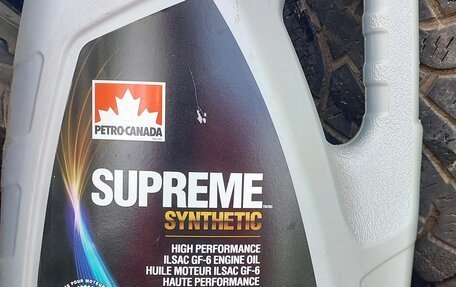 PETRO-CANADA
SUPREME
SYNTHETIC
HIGH PERFORMANCE
ILSAC GF-6 ENGINE OIL
HUILE MOTEUR ILSAC GF-6
HAUTE PERFORMANCE